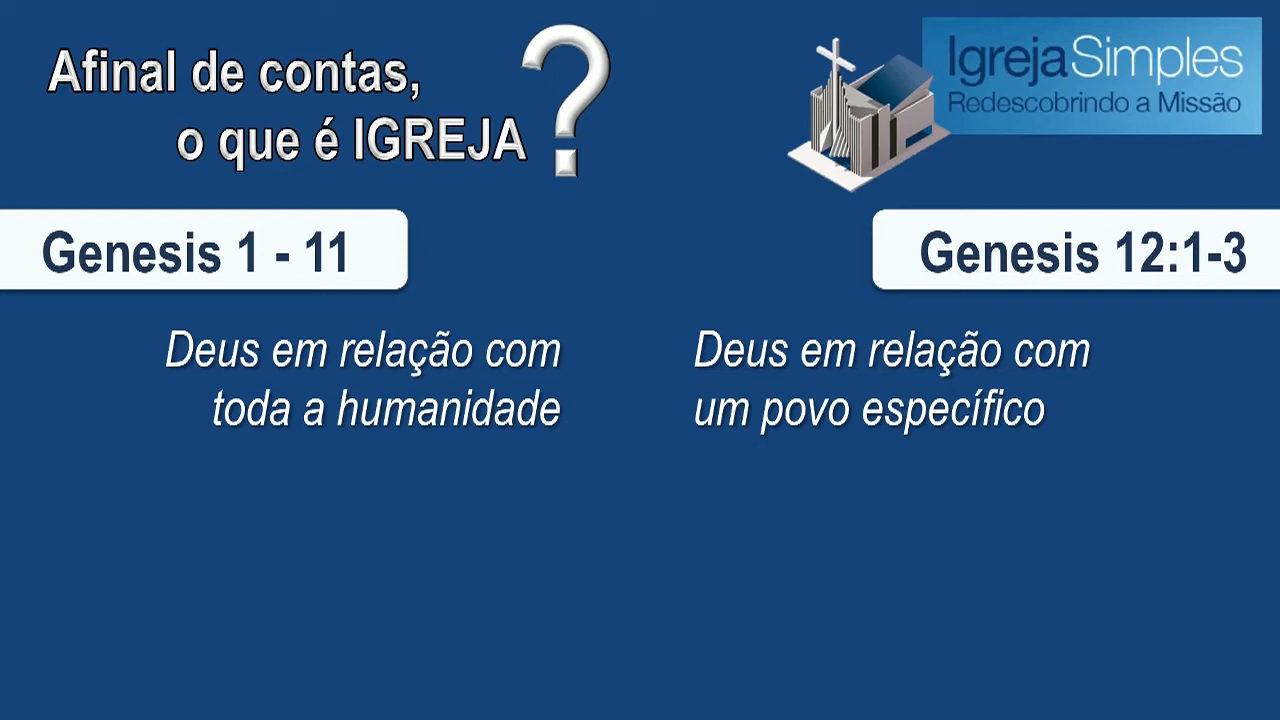 Afinal de contas,
o que é IGREJA?
IgrejaSimples
Redescobrindo a Missão
Genesis 1 - 11
Deus em relação com
toda a humanidade
Genesis 12:1-3
Deus em relação com
um povo específico